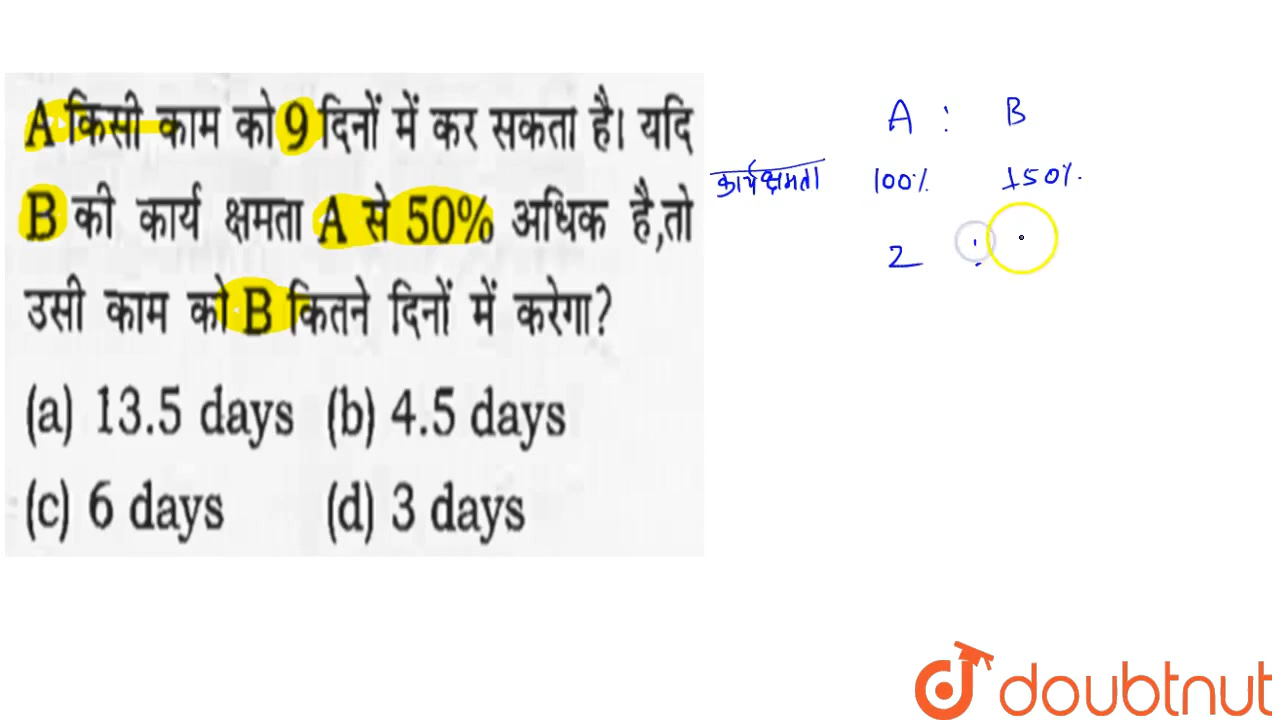 A किसी काम को 9 दिनों में कर सकता है। यदि
B की कार्य क्षमता A से 50% अधिक है,तो
उसी काम को B कितने दिनों में करेगा?
(a) 13.5 days (b) 4.5 days
(c) 6 days (d) 3 days
A : B
कार्यक्षमता 100% 150%.
2 :
doubtnut